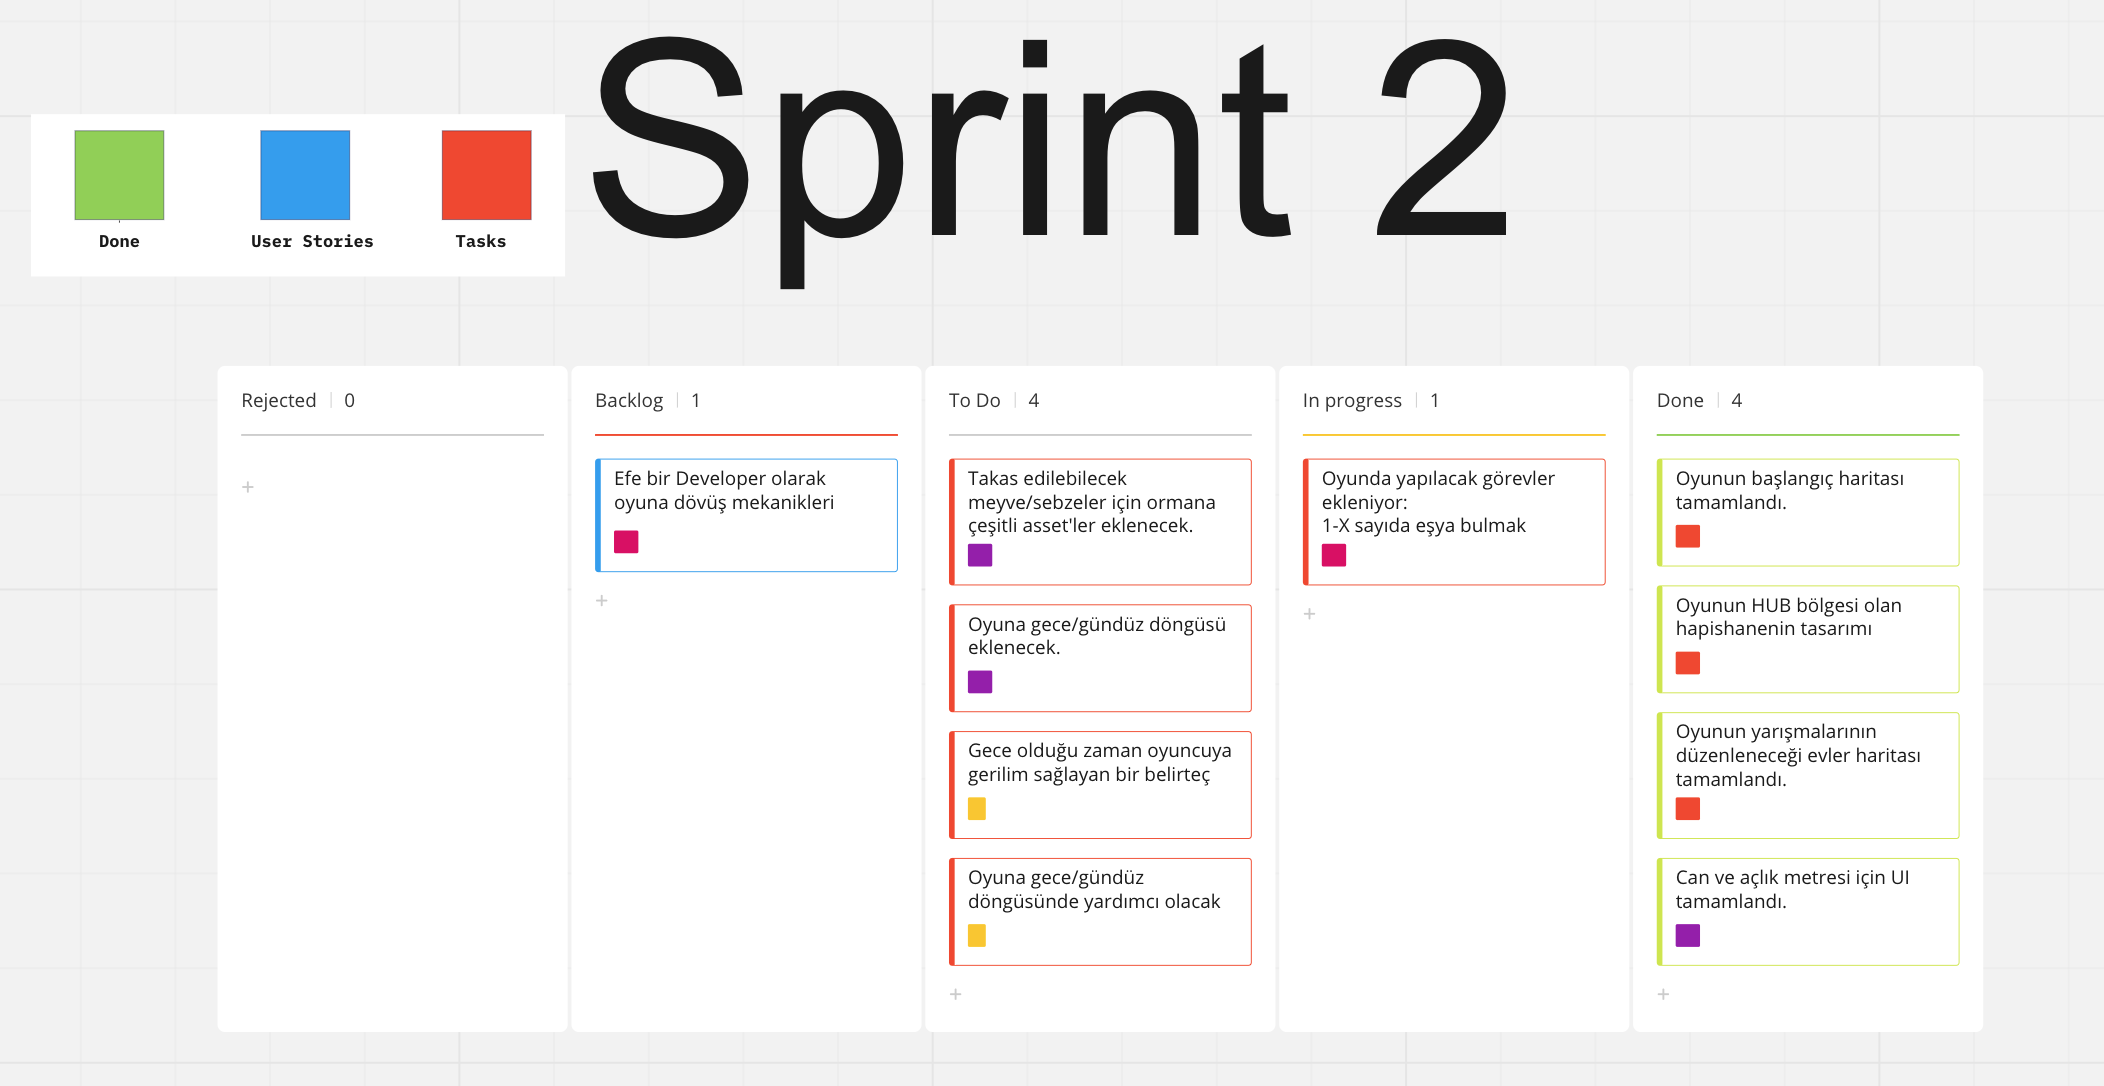 Sprint 2
Done
User Stories
Tasks
Rejected 0
Backlog 1
Efe bir Developer olarak
oyuna dövüş mekanikleri
To Do 4
Takas edilebilecek
meyve/sebzeler için ormana
çeşitli asset'ler eklenecek.
Oyuna gece/gündüz döngüsü
eklenecek.
Gece olduğu zaman oyuncuya
gerilim sağlayan bir belirteç
Oyuna gece/gündüz
döngüsünde yardımcı olacak
In progress 1
Oyunda yapılacak görevler
ekleniyor:
1-X sayıda eşya bulmak
Done 4
Oyunun başlangıç haritası
tamamlandı.
Oyunun HUB bölgesi olan
hapishanenin tasarımı
Oyunun yarışmalarının
düzenleneceği evler haritası
tamamlandı.
Can ve açlık metresi için UI
tamamlandı.